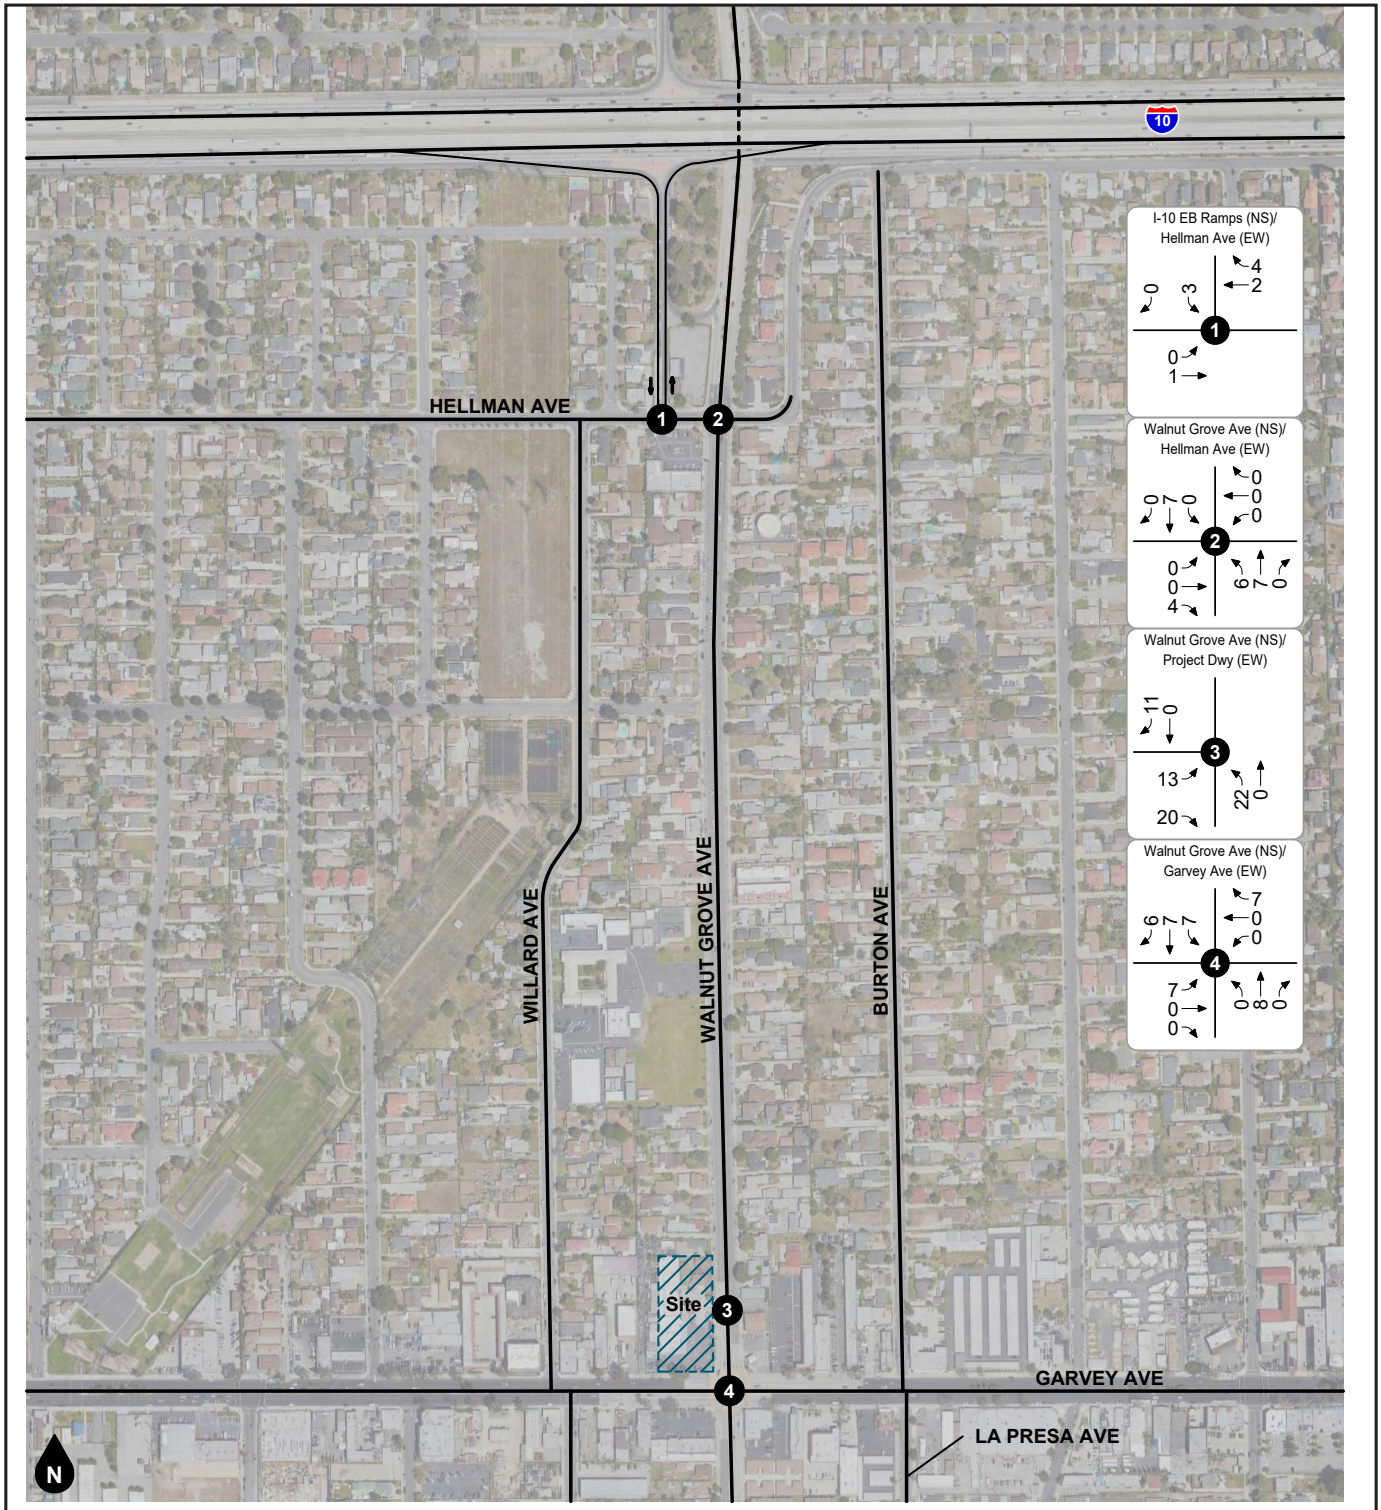 10
I-10 EB Ramps (NS)/
Hellman Ave (EW)
4
2
0 3
1
0
1
HELLMAN AVE
1 2
Walnut Grove Ave (NS)/
Hellman Ave (EW)
0
0
0
0 7 0
2
0
0
4
6 7 0
Walnut Grove Ave (NS)/
Project Dwy (EW)
11 0
3
13
20
22 0
Walnut Grove Ave (NS)/
Garvey Ave (EW)
7
0
0
6 7 7
4
7
0
0
0 8 0
WILLARD AVE
WALNUT GROVE AVE
BURTON AVE
Site
3
4
GARVEY AVE
LA PRESA AVE
N